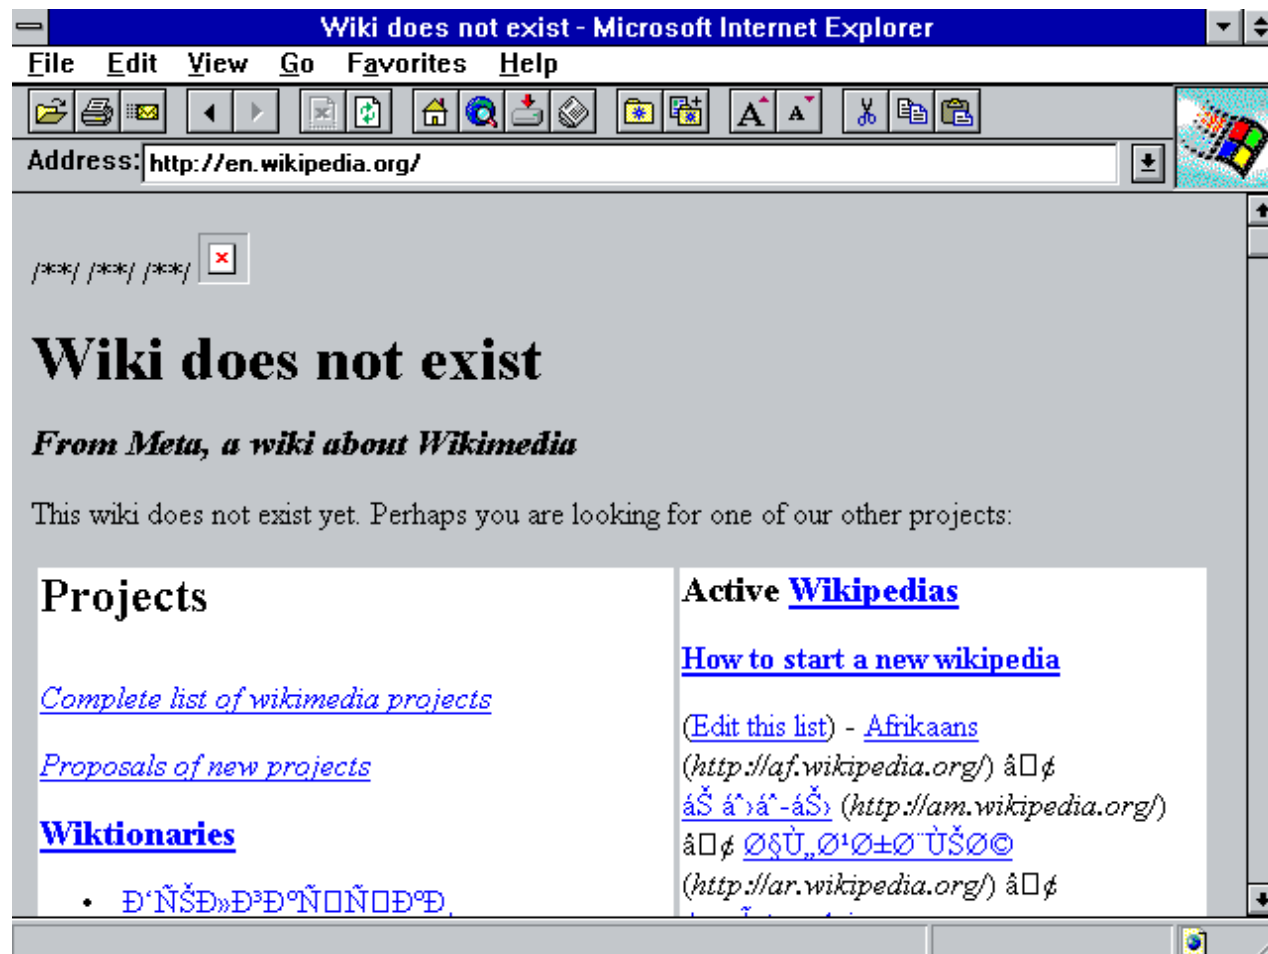 Wiki does not exist - Microsoft Internet Explorer
File Edit View Go Favorites Help
Address: http://en.wikipedia.org/
/**/ /**/ /**/
Wiki does not exist
From Meta, a wiki about Wikimedia
This wiki does not exist yet. Perhaps you are looking for one of our other projects:
Projects
Complete list of wikimedia projects
Proposals of new projects
Wiktionaries
Active Wikipedias
How to start a new wikipedia
(Edit this list) - Afrikaans
(http://af.wikipedia.org/) â□¢
(http://am.wikipedia.org/)
â□¢ Ø§Ù„Ø¹Ø±Ø¨ÙŠØ©
(http://ar.wikipedia.org/) â□¢